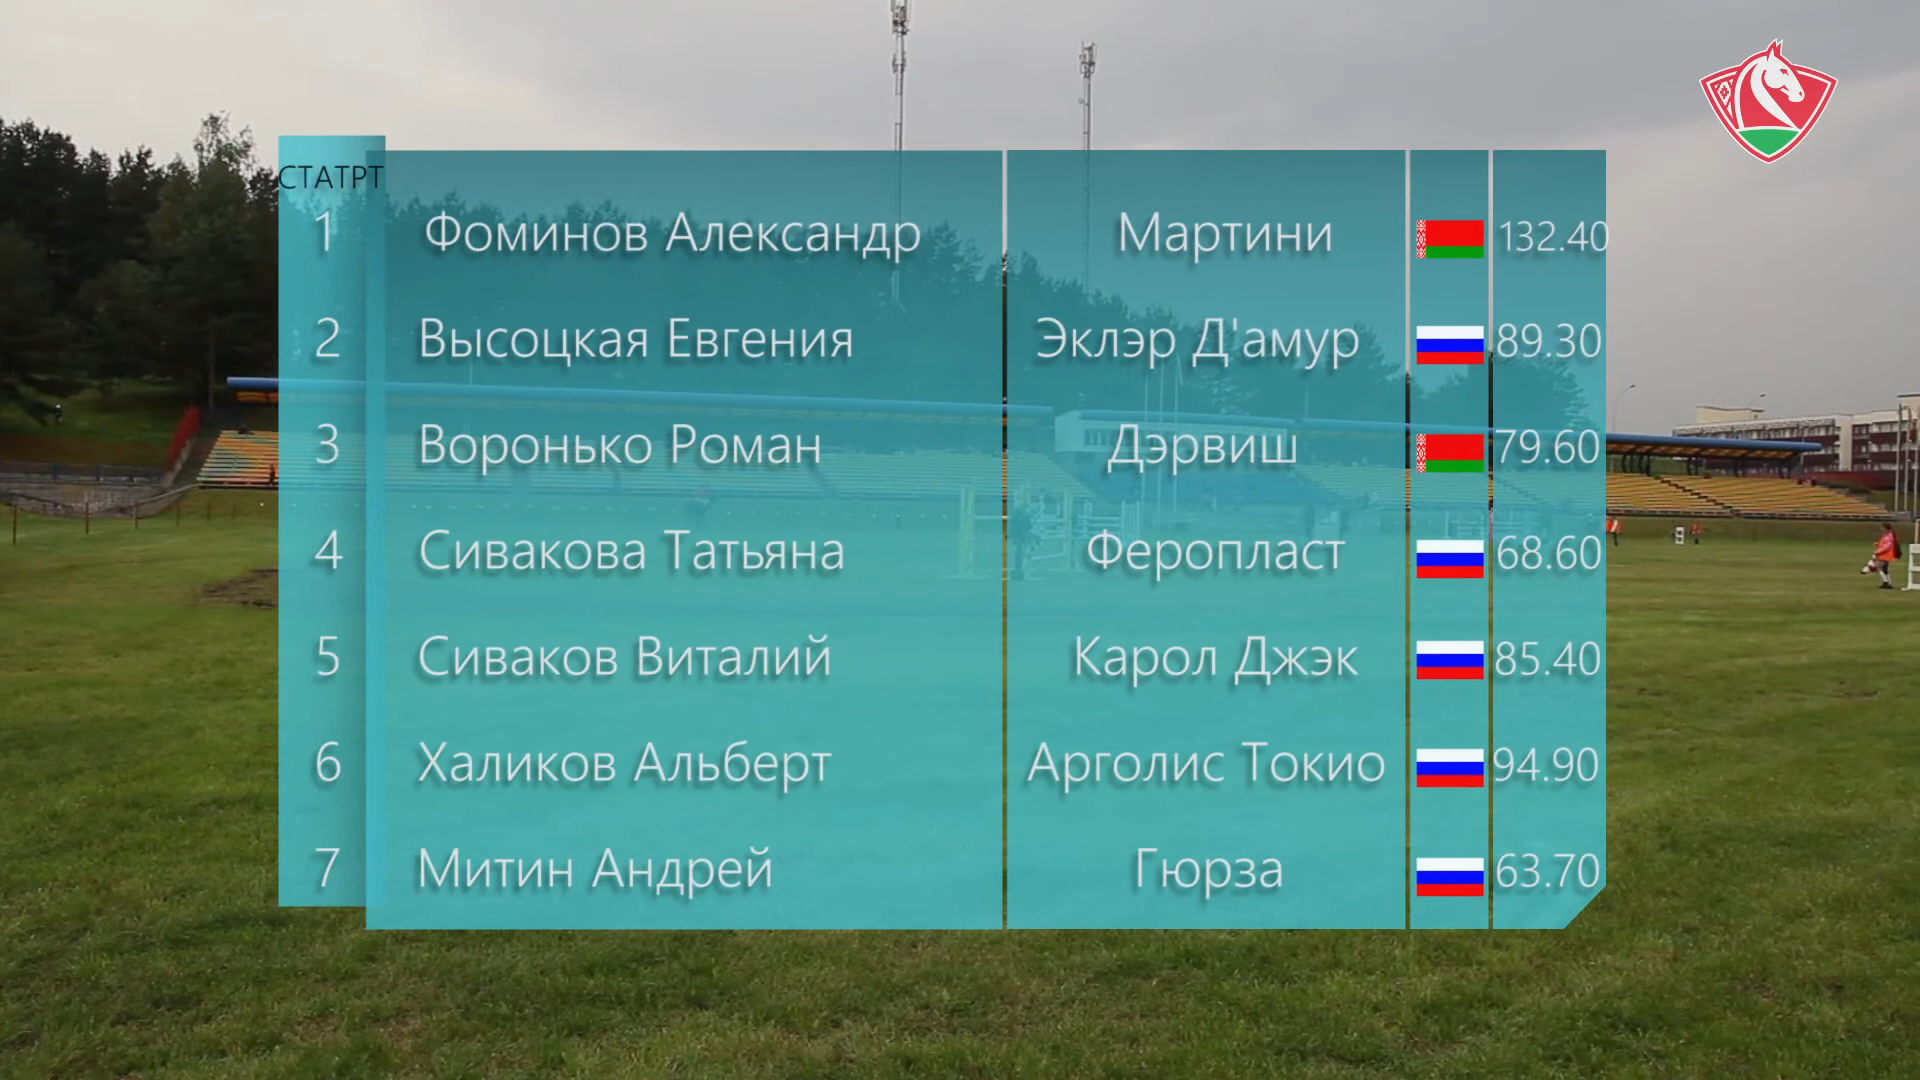 СТАТРТ
1 Фоминов Александр Мартини 132.40
2 Высоцкая Евгения Эклэр Д'амур 89.30
3 Воронько Роман Дэрвиш 79.60
4 Сивакова Татьяна Феропласт 68.60
5 Сиваков Виталий Карол Джэк 85.40
6 Халиков Альберт Арголис Токио 94.90
7 Митин Андрей Гюрза 63.70